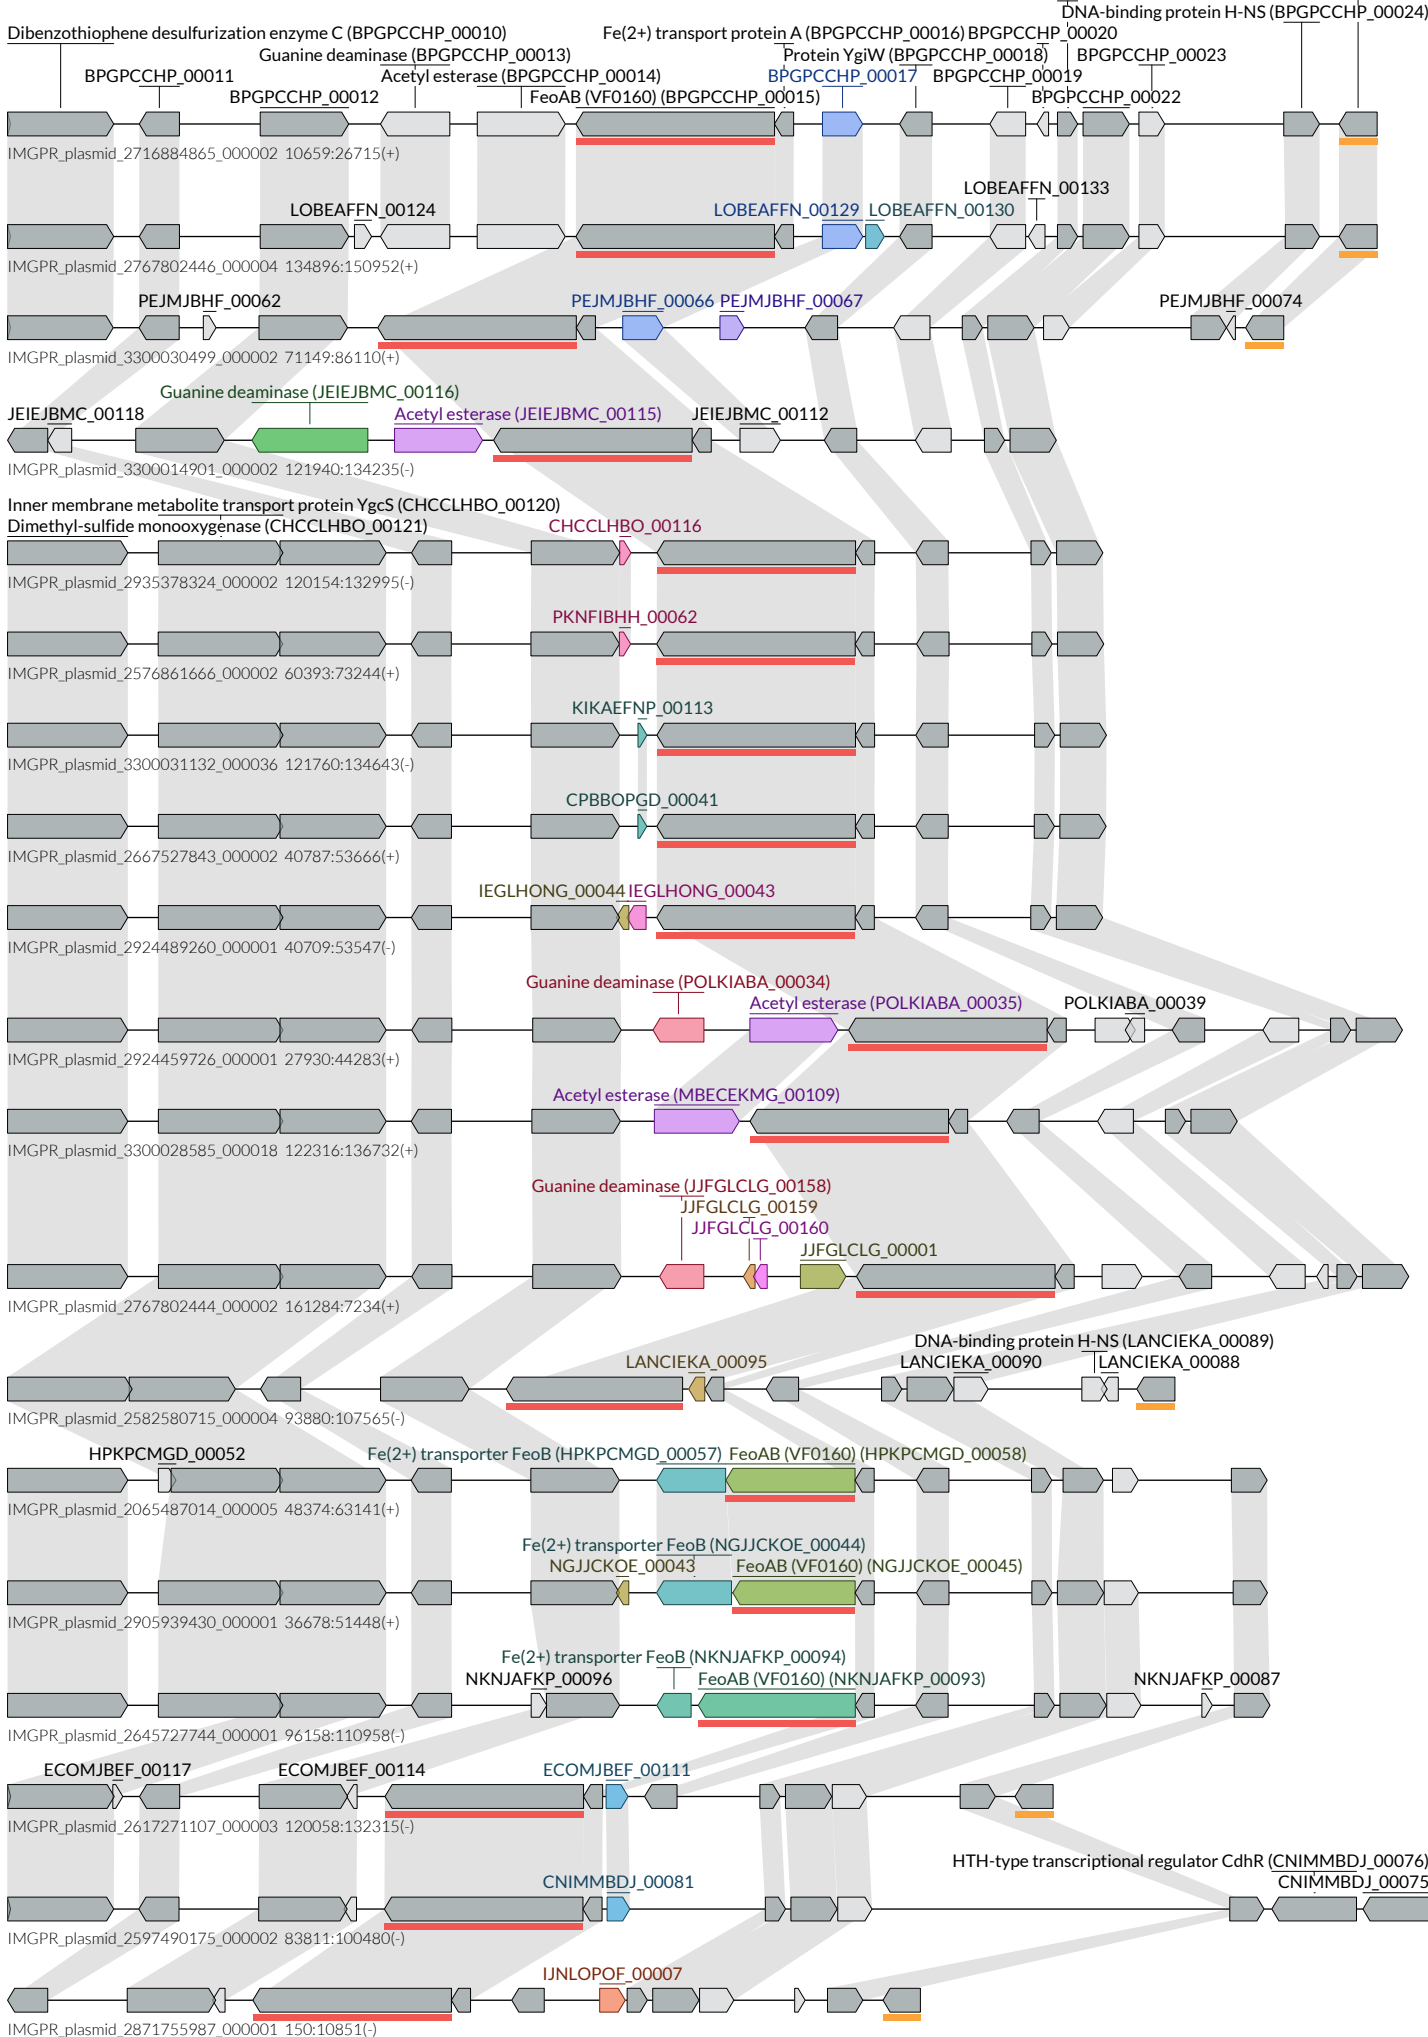 DNA-binding protein H-NS (BPGPCCHP_00024)
Dibenzothiophene desulfurization enzyme C (BPGPCCHP_00010)
Fe(2+) transport protein A (BPGPCCHP_00016) BPGPCCHP_00020
Guanine deaminase (BPGPCCHP_00013)
Protein YgiW (BPGPCCHP_00018)
BPGPCCHP_00023
BPGPCCHP_00011
Acetyl esterase (BPGPCCHP_00014)
BPGPCCHP_00017
BPGPCCHP_00019
BPGPCCHP_00012
FeoAB (VF0160) (BPGPCCHP_00015)
BPGPCCHP_00022
IMGPR_plasmid_2716884865_000002 10659:26715(+)
LOBEAFFN_00133
LOBEAFFN_00124
LOBEAFFN_00129
LOBEAFFN_00130
IMGPR_plasmid_2767802446_000004 134896:150952(+)
PEJMJBHF_00062
PEJMJBHF_00066
PEJMJBHF_00067
PEJMJBHF_00074
IMGPR_plasmid_3300030499_000002 71149:86110(+)
Guanine deaminase (JEIEJBMC_00116)
JEIEJBMC_00118
Acetyl esterase (JEIEJBMC_00115)
JEIEJBMC_00112
IMGPR_plasmid_3300014901_000002 121940:134235(-)
Inner membrane metabolite transport protein YgcS (CHCCLHBO_00120)
Dimethyl-sulfide monooxygenase (CHCCLHBO_00121)
CHCCLHBO_00116
IMGPR_plasmid_2935378324_000002 120154:132995(-)
PKNFIBHH_00062
IMGPR_plasmid_2576861666_000002 60393:73244(+)
KIKAEFNP_00113
IMGPR_plasmid_3300031132_000036 121760:134643(-)
CPBBOPGD_00041
IMGPR_plasmid_2667527843_000002 40787:53666(+)
IEGLHONG_00044
IEGLHONG_00043
IMGPR_plasmid_2924489260_000001 40709:53547(-)
Guanine deaminase (POLKIABA_00034)
Acetyl esterase (POLKIABA_00035)
POLKIABA_00039
IMGPR_plasmid_2924459726_000001 27930:44283(+)
Acetyl esterase (MBECEKMG_00109)
IMGPR_plasmid_3300028585_000018 122316:136732(+)
Guanine deaminase (JJFGLCLG_00158)
JJFGLCLG_00159
JJFGLCLG_00160
JJFGLCLG_00001
IMGPR_plasmid_2767802444_000002 161284:7234(+)
DNA-binding protein H-NS (LANCIEKA_00089)
LANCIEKA_00095
LANCIEKA_00090
LANCIEKA_00088
IMGPR_plasmid_2582580715_000004 93880:107565(-)
HPKPCMGD_00052
Fe(2+) transporter FeoB (HPKPCMGD_00057)
FeoAB (VF0160) (HPKPCMGD_00058)
IMGPR_plasmid_2065487014_000005 48374:63141(+)
Fe(2+) transporter FeoB (NGJJCKOE_00044)
NGJJCKOE_00043
FeoAB (VF0160) (NGJJCKOE_00045)
IMGPR_plasmid_2905939430_000001 36678:51448(+)
Fe(2+) transporter FeoB (NKNJAFKP_00094)
NKNJAFKP_00096
FeoAB (VF0160) (NKNJAFKP_00093)
NKNJAFKP_00087
IMGPR_plasmid_2645727744_000001 96158:110958(-)
ECOMJBEF_00117
ECOMJBEF_00114
ECOMJBEF_00111
IMGPR_plasmid_2617271107_000003 120058:132315(-)
HTH-type transcriptional regulator CdhR (CNIMMBDJ_00076)
CNIMMBDJ_00081
CNIMMBDJ_00075
IMGPR_plasmid_2597490175_000002 83811:100480(-)
IJNLOPOF_00007
IMGPR_plasmid_2871755987_000001 150:10851(-)